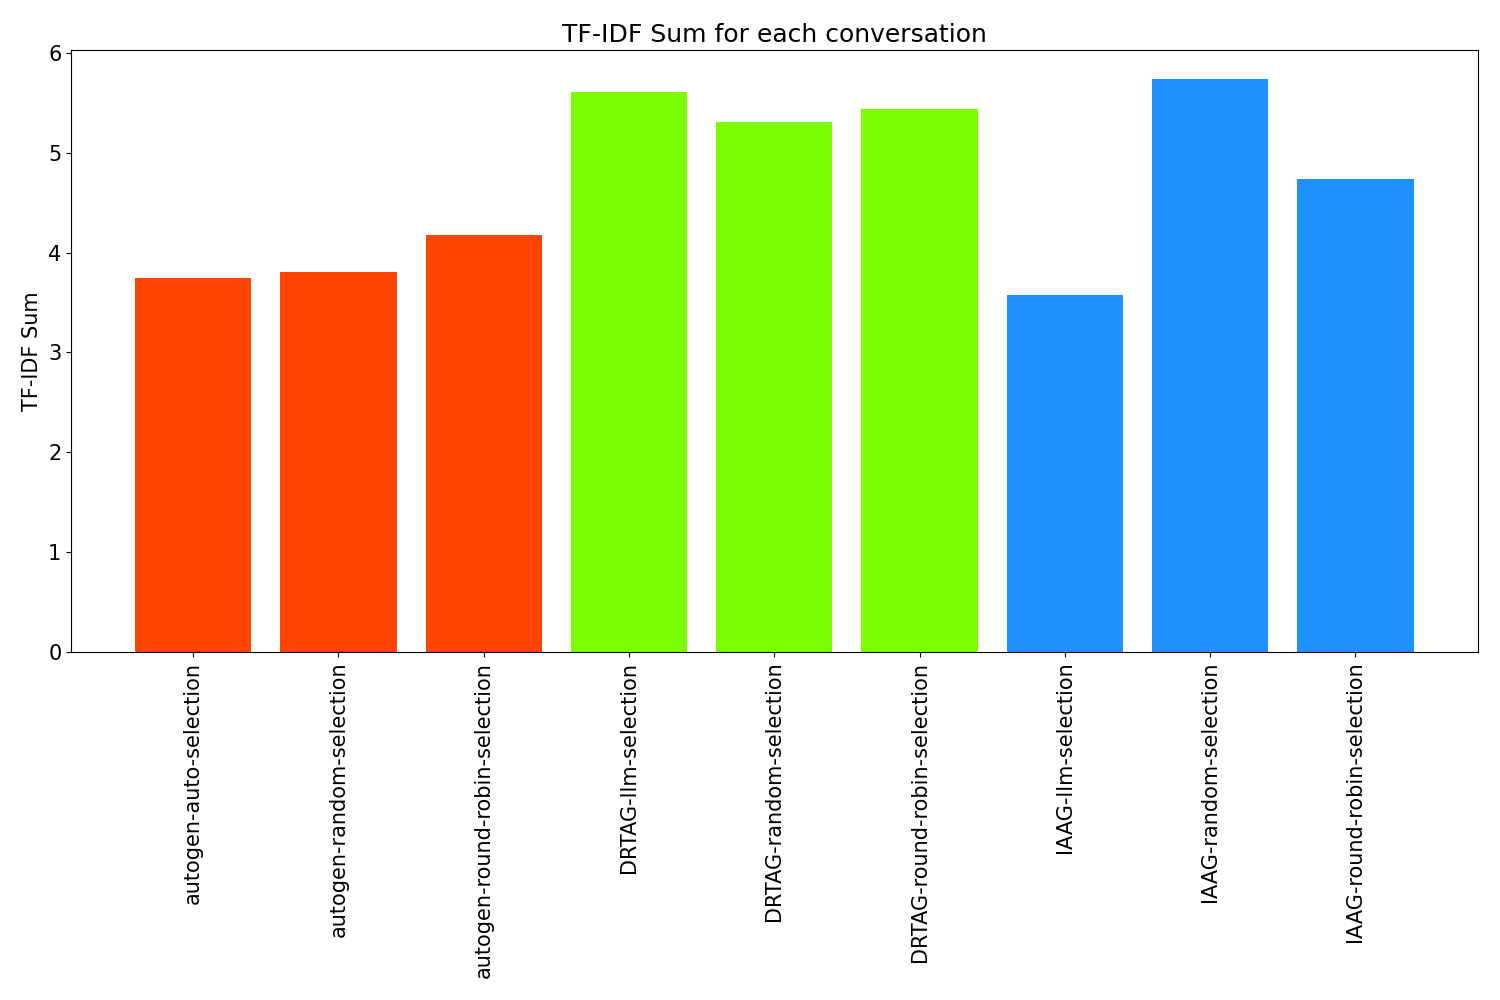 TF-IDF Sum for each conversation
TF-IDF Sum
6
5
4
3
2
1
0
autogen-auto-selection
autogen-random-selection
autogen-round-robin-selection
DRTAG-llm-selection
DRTAG-random-selection
DRTAG-round-robin-selection
IAAG-llm-selection
IAAG-random-selection
IAAG-round-robin-selection